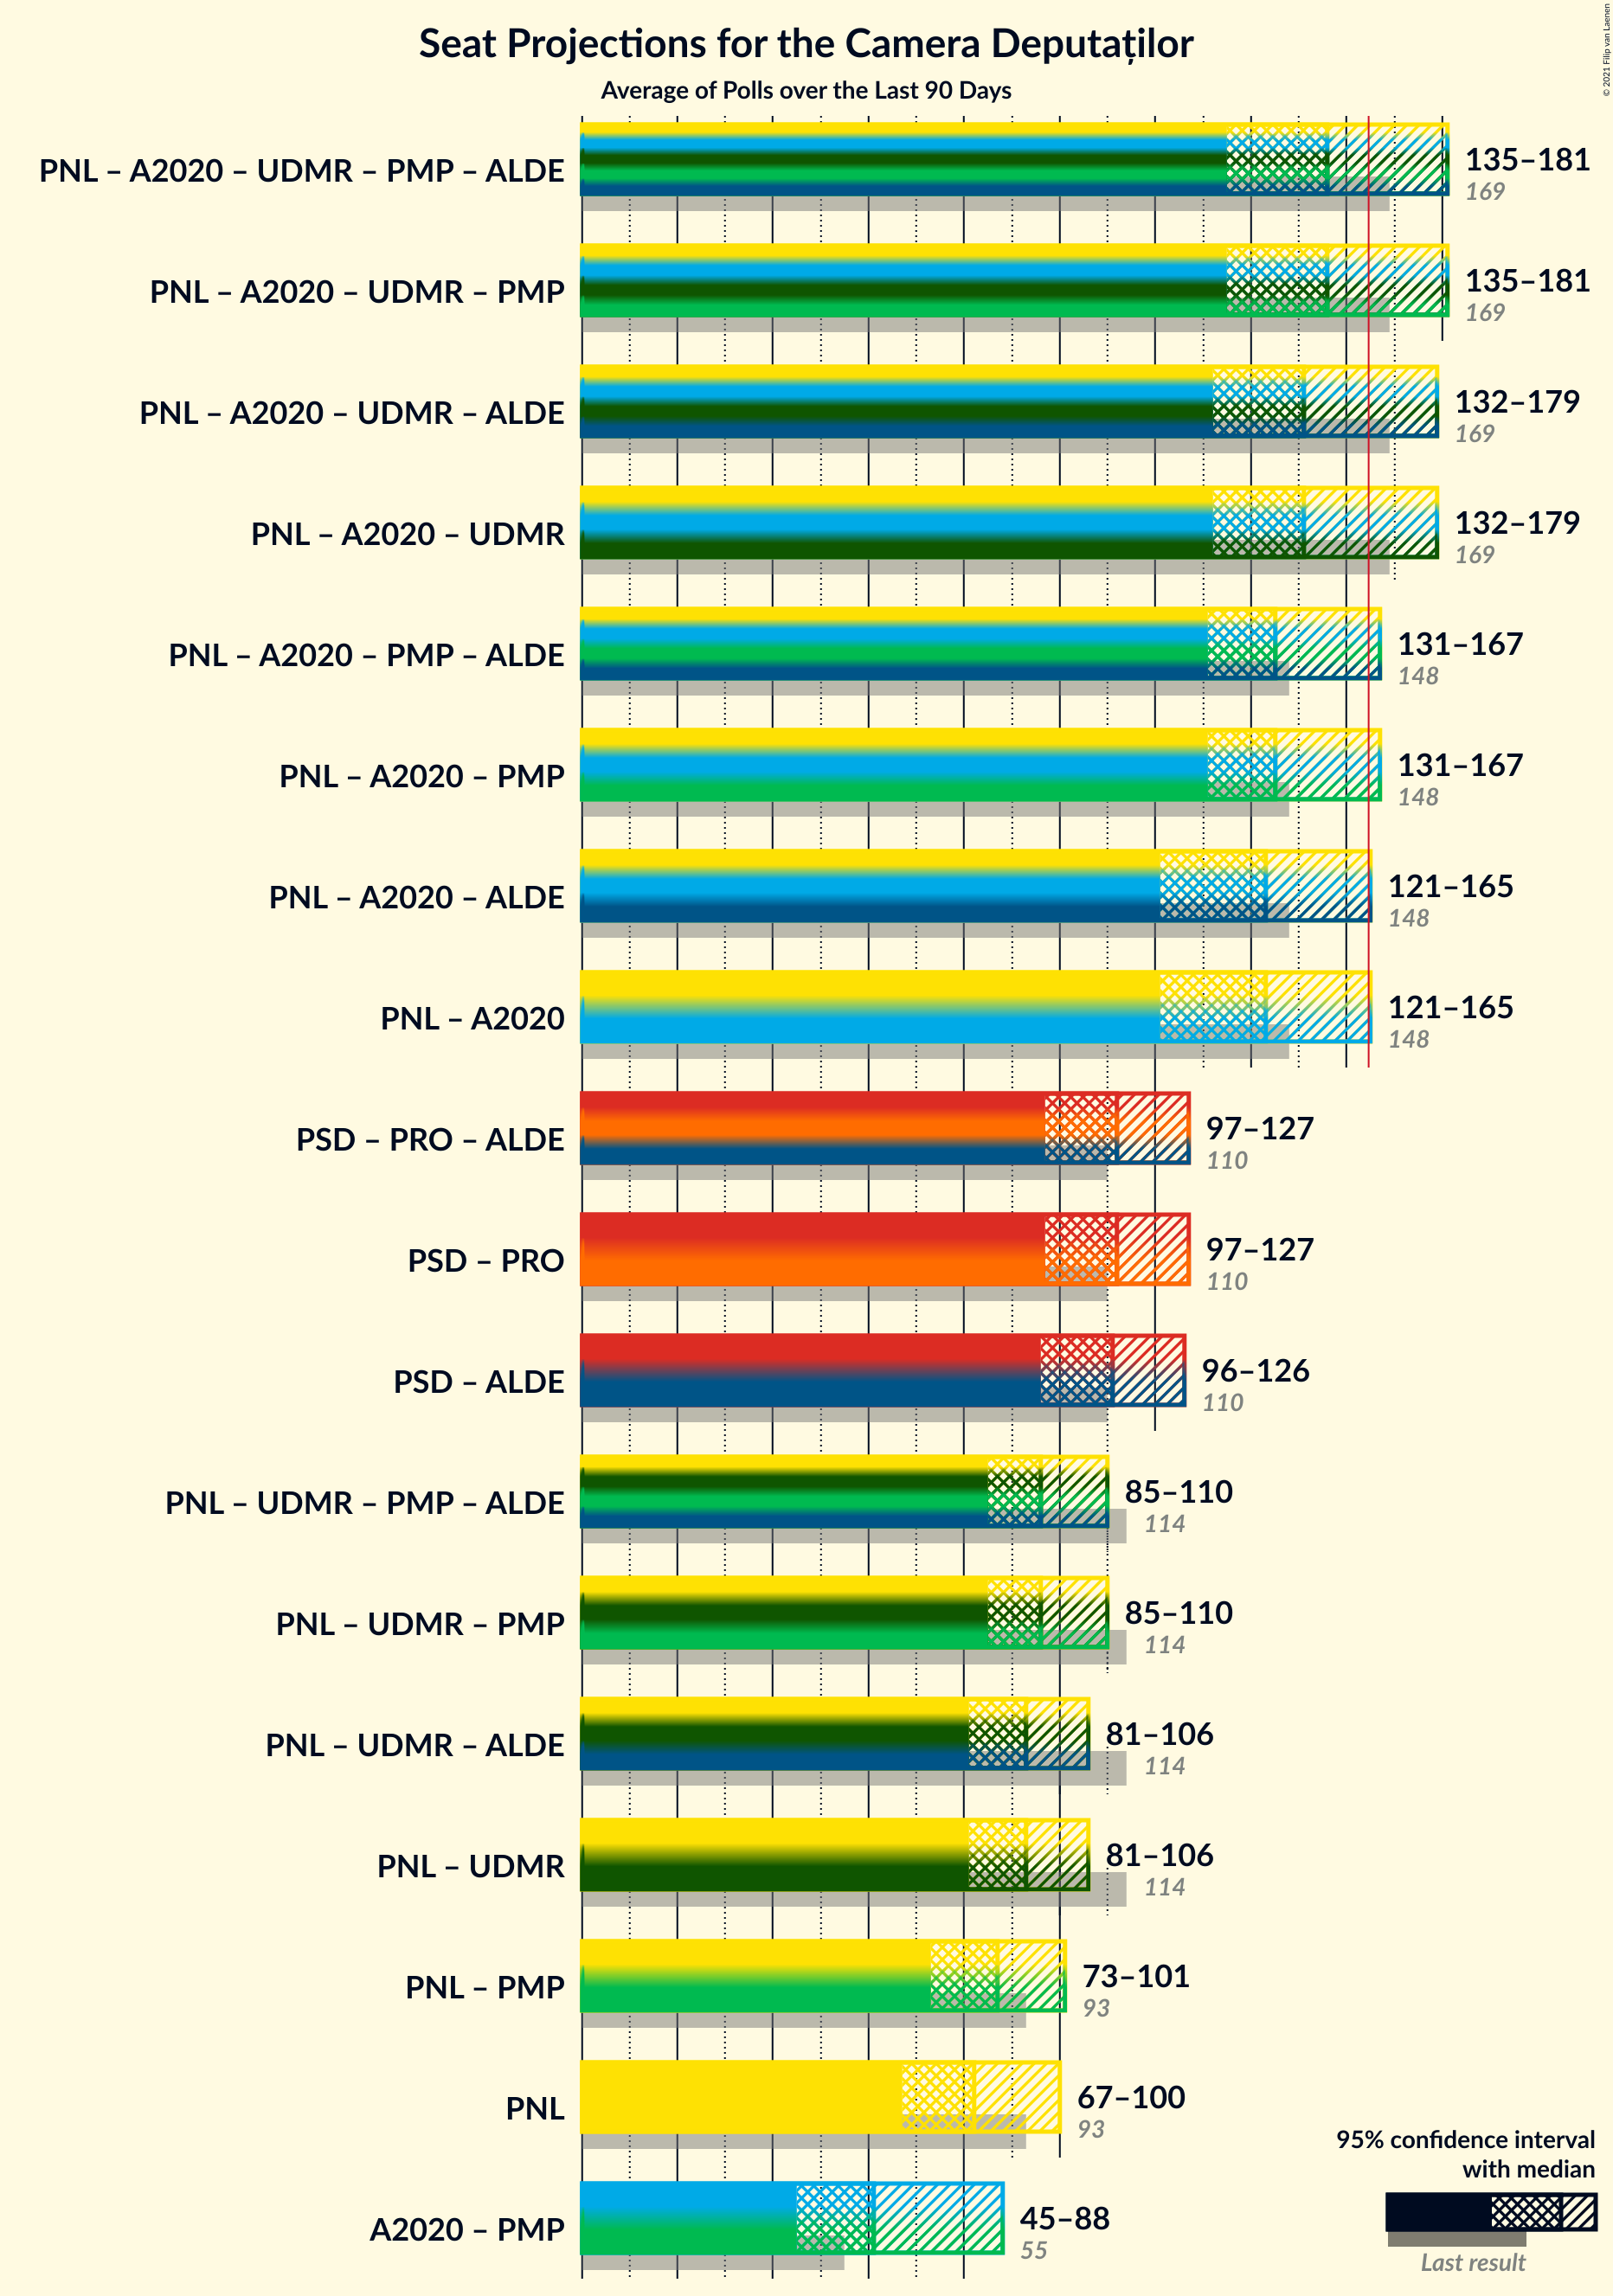 Seat Projections for the Camera Deputaților
Average of Polls over the Last 90 Days
© 2021 Filip van Laenen
PNL – A2020 – UDMR – PMP – ALDE
135–181
169
PNL – A2020 – UDMR – PMP
135–181
169
PNL – A2020 – UDMR – ALDE
132–179
169
PNL – A2020 – UDMR
132–179
169
PNL – A2020 – PMP – ALDE
131–167
148
PNL – A2020 – PMP
131–167
148
PNL – A2020 – ALDE
121–165
148
PNL – A2020
121–165
148
PSD – PRO – ALDE
97–127
110
PSD – PRO
97–127
110
PSD – ALDE
96–126
110
PNL – UDMR – PMP – ALDE
85–110
114
PNL – UDMR – PMP
85–110
114
PNL – UDMR – ALDE
81–106
114
PNL – UDMR
81–106
114
PNL – PMP
73–101
93
PNL
67–100
93
A2020 – PMP
45–88
55
95% confidence interval
with median
Last result